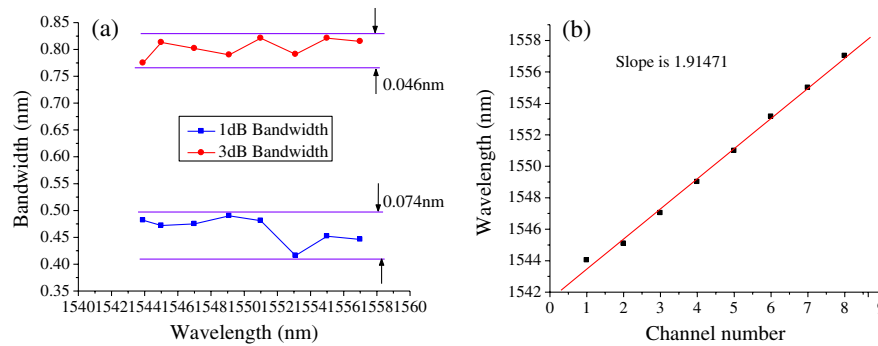 (a)
0.85
0.80
0.75
0.70
0.65
0.60
0.55
0.50
0.45
0.40
0.35
0.30
Bandwidth (nm)
0.046nm
1dB Bandwidth
3dB Bandwidth
0.074nm
1540 1542 1544 1546 1548 1550 1552 1554 1556 1558 1560
Wavelength (nm)
(b)
1558
1556
1554
1552
1550
1548
1546
1544
1542
Wavelength (nm)
Slope is 1.91471
0 1 2 3 4 5 6 7 8
Channel number